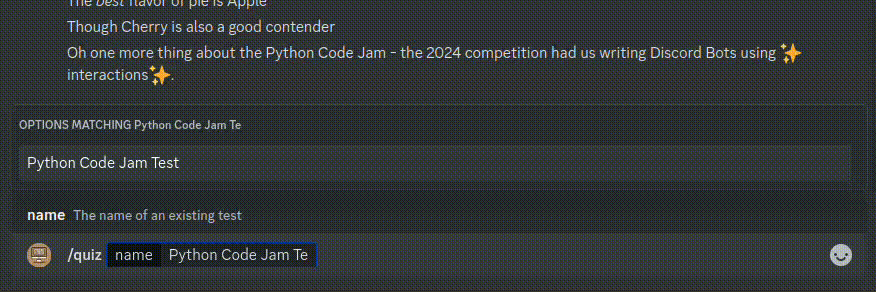 The best flavor of pie is Apple
Though Cherry is also a good contender
Oh one more thing about the Python Code Jam - the 2024 competition had us writing Discord Bots using ✨
interactions✨.
OPTIONS MATCHING Python Code Jam Te
Python Code Jam Test
name The name of an existing test
/quiz name Python Code Jam Te